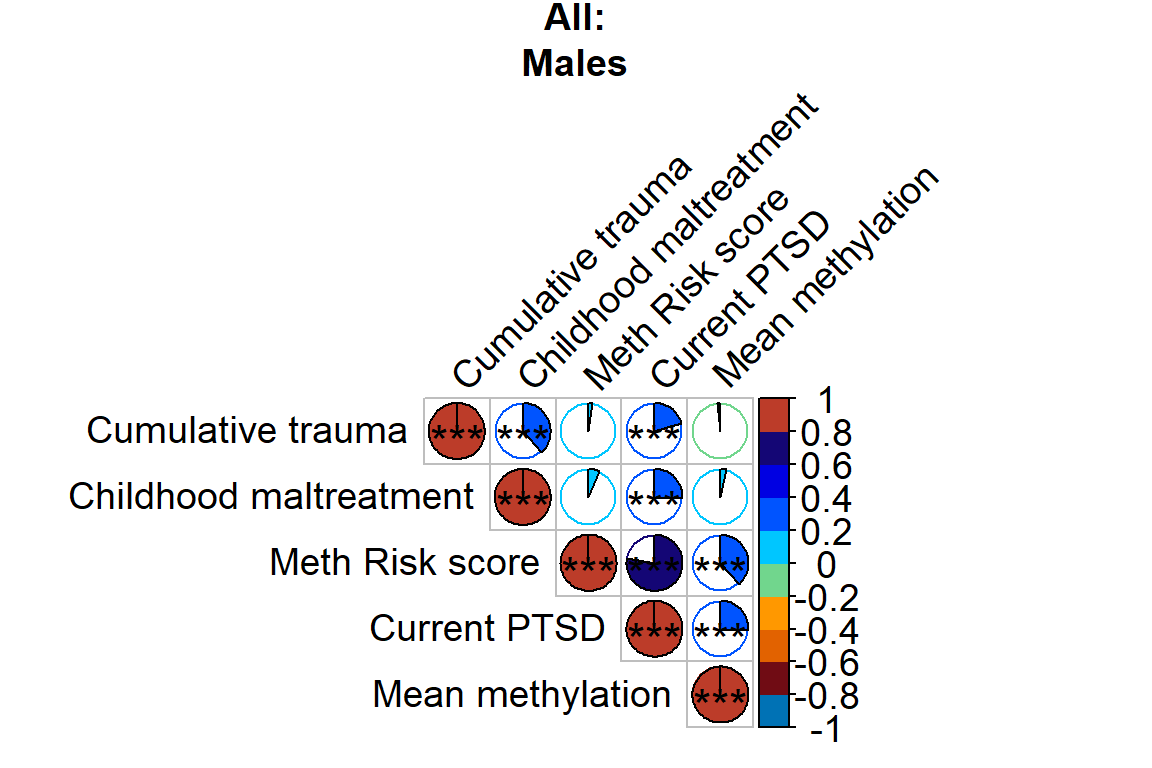 All:
Males
Cumulative trauma
Childhood maltreatment
Meth Risk score
Current PTSD
Mean methylation
Cumulative trauma
***
***
***
Childhood maltreatment
***
***
Meth Risk score
***
***
***
Current PTSD
***
***
Mean methylation
***
1
0.8
0.6
0.4
0.2
0
-0.2
-0.4
-0.6
-0.8
-1